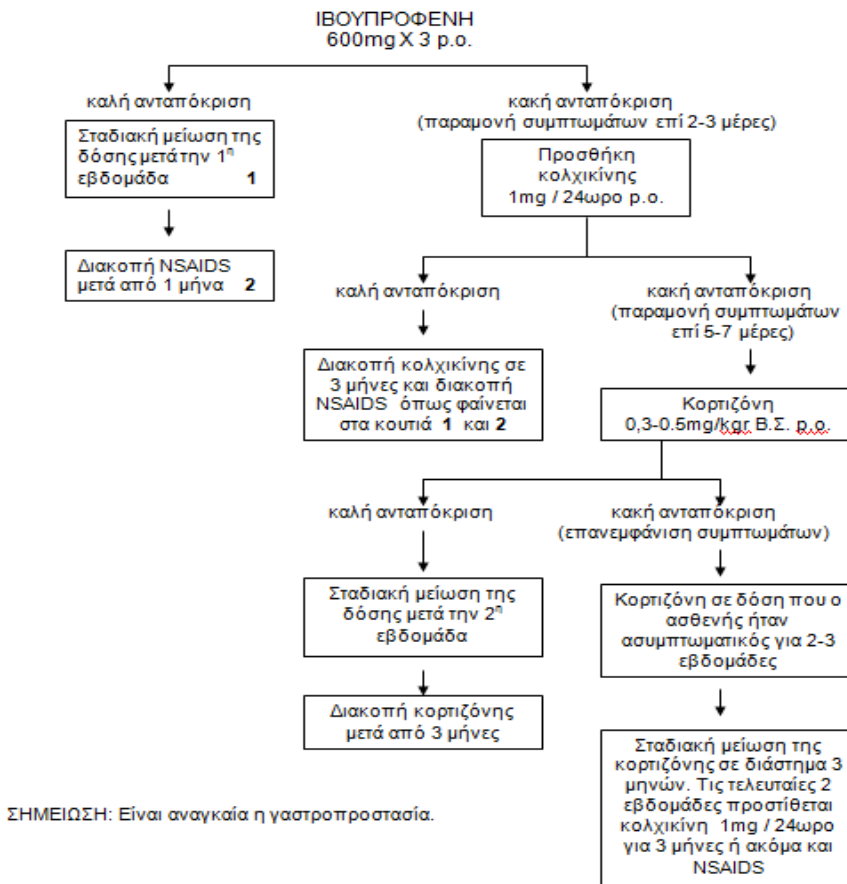 ΙΒΟΥΠΡΟΦΕΝΗ
600mg X 3 p.o.
καλή ανταπόκριση
Σταδιακή μείωση της
δόσης μετά την 1η
εβδομάδα 1
Διακοπή NSAIDS
μετά από 1 μήνα 2
κακή ανταπόκριση
(παραμονή συμπτωμάτων επί 2-3 μέρες)
Προσθήκη
κολχικίνης
1mg / 24ωρο p.o.
καλή ανταπόκριση
Διακοπή κολχικίνης σε
3 μήνες και διακοπή
NSAIDS όπως φαίνεται
στα κουτιά 1 και 2
κακή ανταπόκριση
(παραμονή συμπτωμάτων
επί 5-7 μέρες)
Κορτιζόνη
0,3-0.5mg/kgr Β.Σ. p.o.
καλή ανταπόκριση
Σταδιακή μείωση της
δόσης μετά την 2η
εβδομάδα
Διακοπή κορτιζόνης
μετά από 3 μήνες
κακή ανταπόκριση
(επανεμφάνιση συμπτωμάτων)
Κορτιζόνη σε δόση που ο
ασθενής ήταν
ασυμπτωματικός για 2-3
εβδομάδες
Σταδιακή μείωση της
κορτιζόνης σε διάστημα 3
μηνών. Τις τελευταίες 2
εβδομάδες προστίθεται
κολχικίνη 1mg / 24ωρο
για 3 μήνες ή ακόμα και
NSAIDS
ΣΗΜΕΙΩΣΗ: Είναι αναγκαία η γαστροπροστασία.